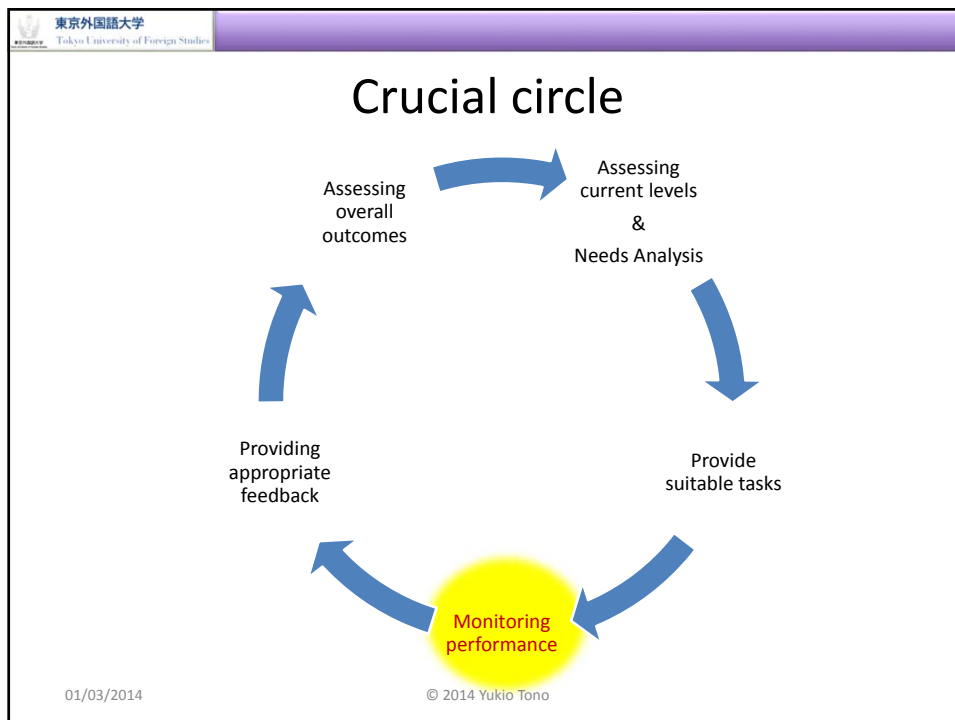 東京外国語大学
Tokyo University of Foreign Studies
Crucial circle
Assessing
current levels
&
Needs Analysis
Provide
suitable tasks
Monitoring
performance
Providing
appropriate
feedback
Assessing
overall
outcomes
01/03/2014
© 2014 Yukio Tono